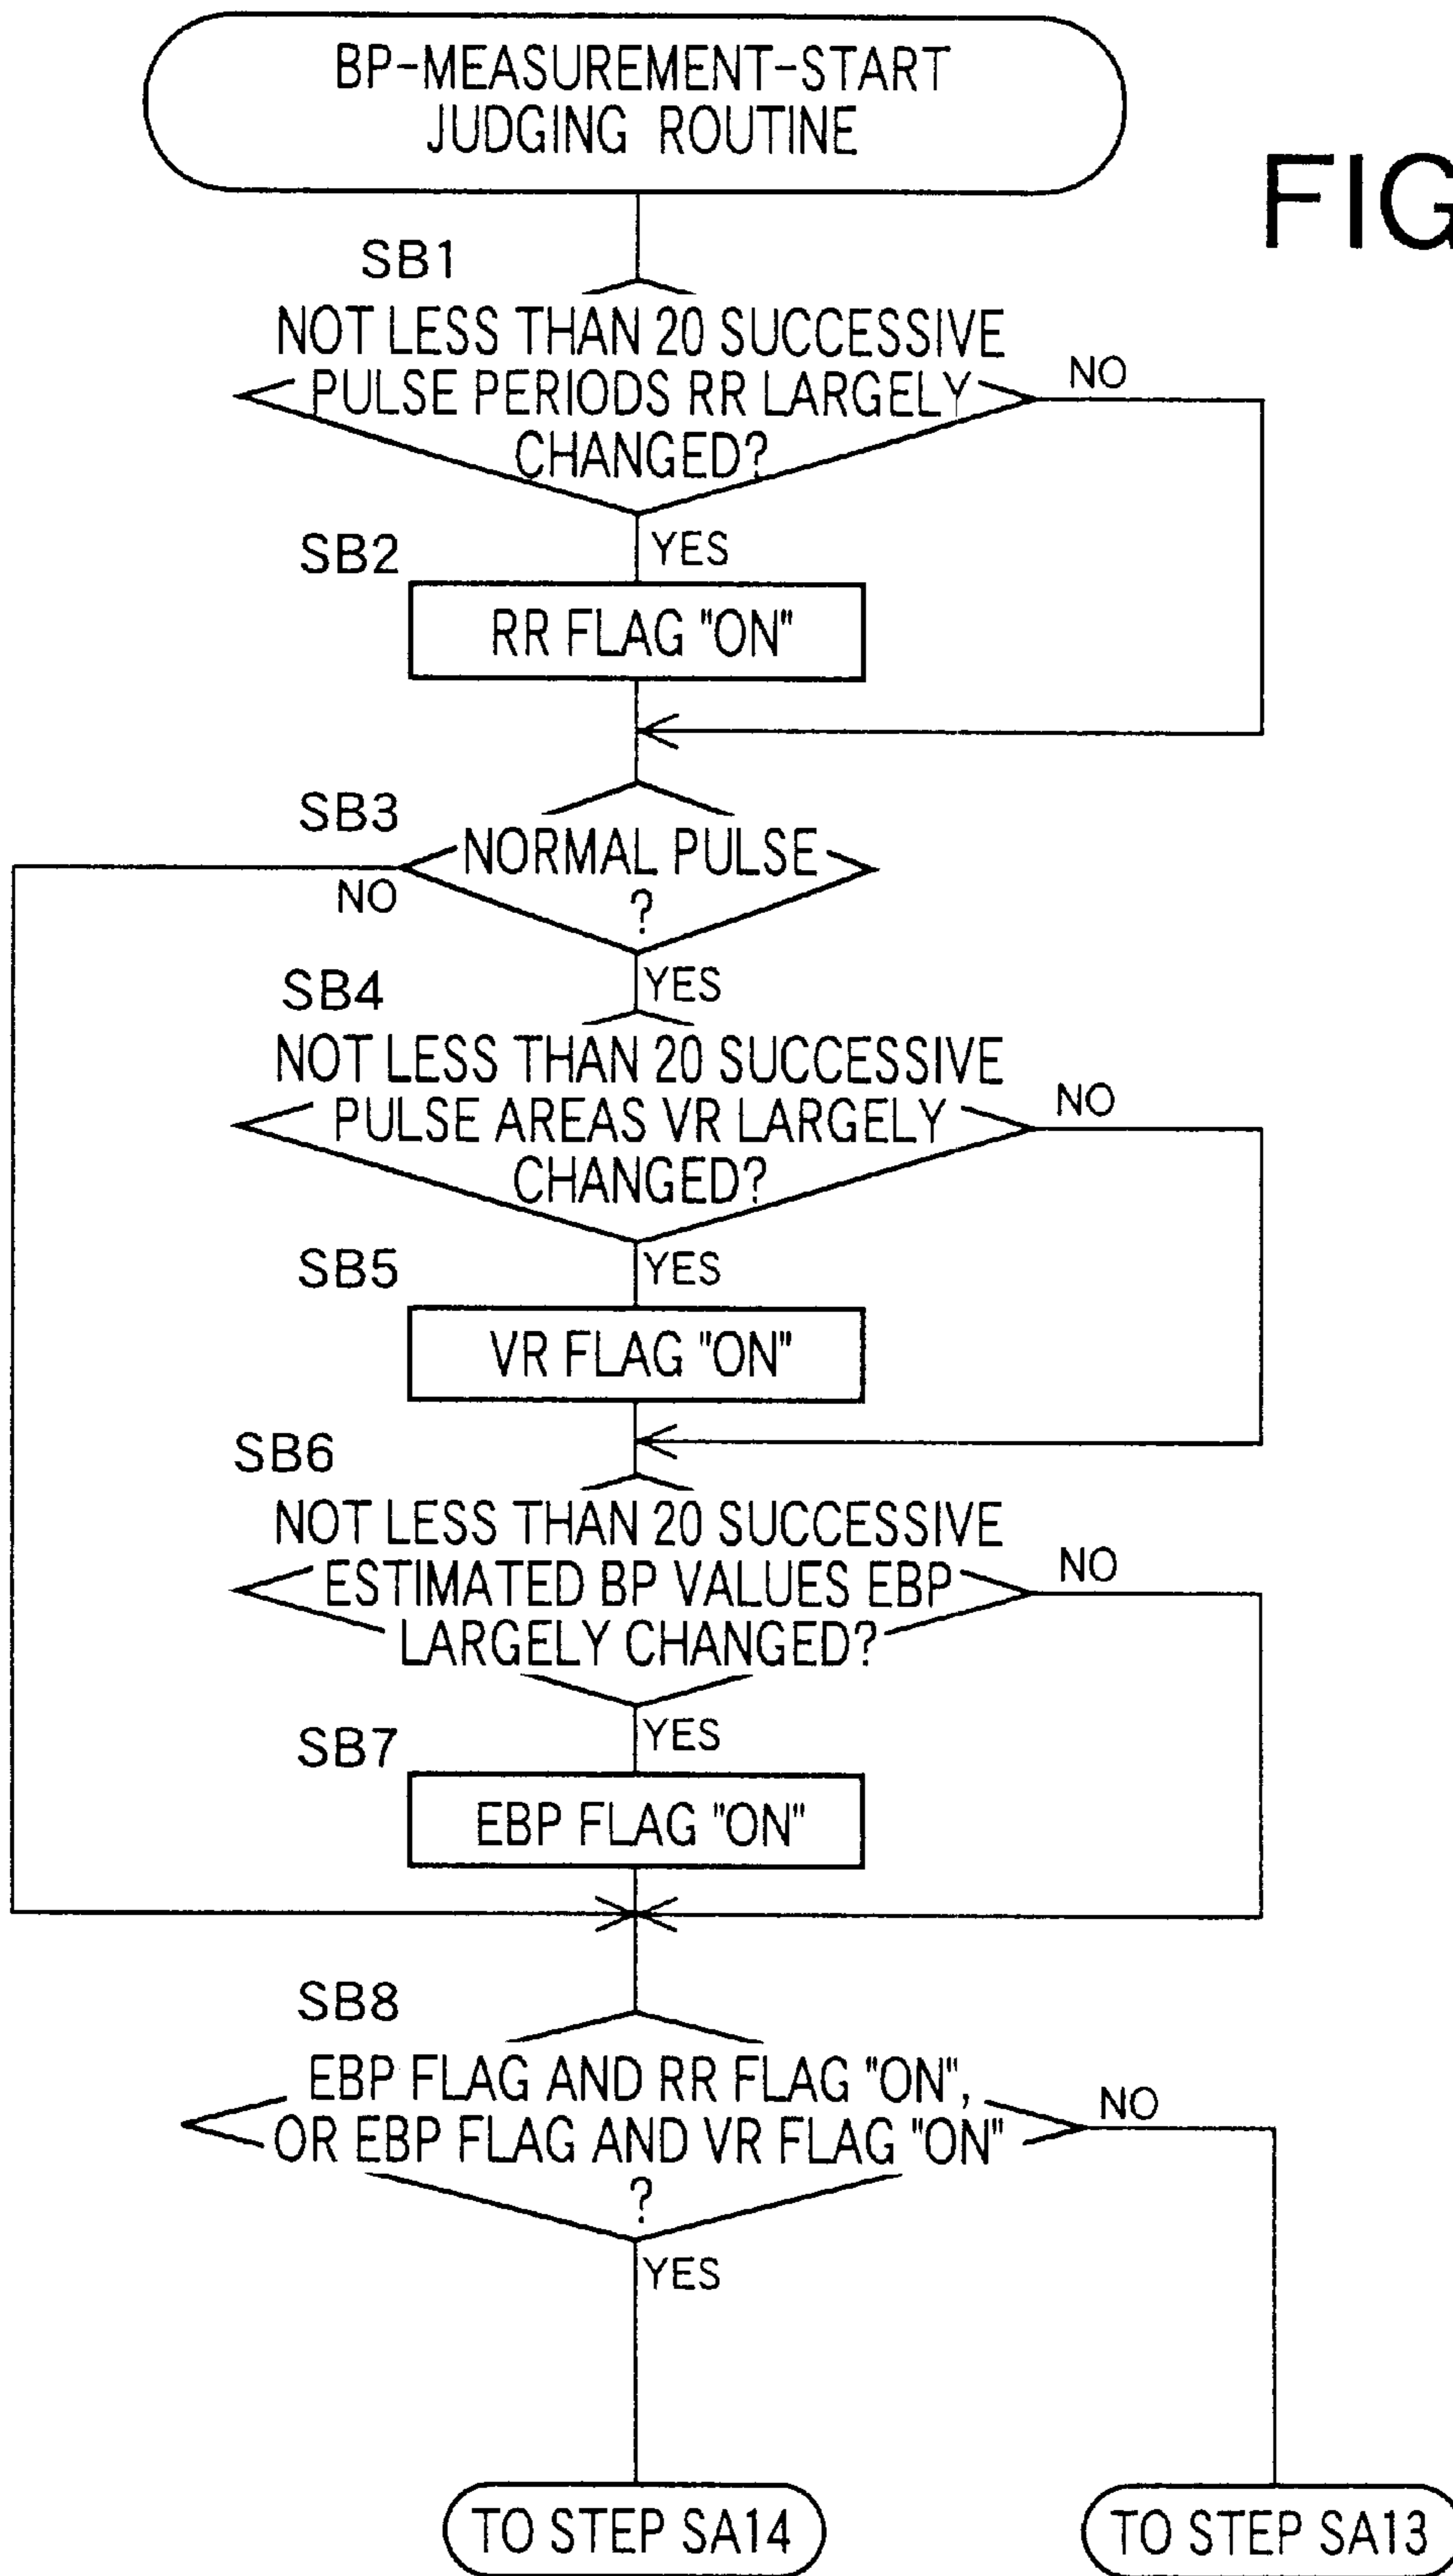 BP-MEASUREMENT-START
JUDGING ROUTINE
FIG
SB1
NOT LESS THAN 20 SUCCESSIVE
PULSE PERIODS RR LARGELY
CHANGED?
NO
YES
SB2
RR FLAG "ON"
SB3
NORMAL PULSE
?
NO
YES
SB4
NOT LESS THAN 20 SUCCESSIVE
PULSE AREAS VR LARGELY
CHANGED?
NO
YES
SB5
VR FLAG "ON"
SB6
NOT LESS THAN 20 SUCCESSIVE
ESTIMATED BP VALUES EBP
LARGELY CHANGED?
NO
YES
SB7
EBP FLAG "ON"
SB8
EBP FLAG AND RR FLAG "ON",
OR EBP FLAG AND VR FLAG "ON"
?
NO
YES
TO STEP SA14
TO STEP SA13